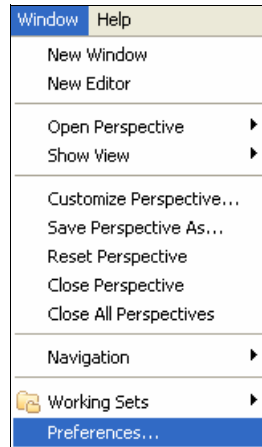 Window Help
New Window
New Editor
Open Perspective
Show View
Customize Perspective...
Save Perspective As...
Reset Perspective
Close Perspective
Close All Perspectives
Navigation
Working Sets
Preferences...